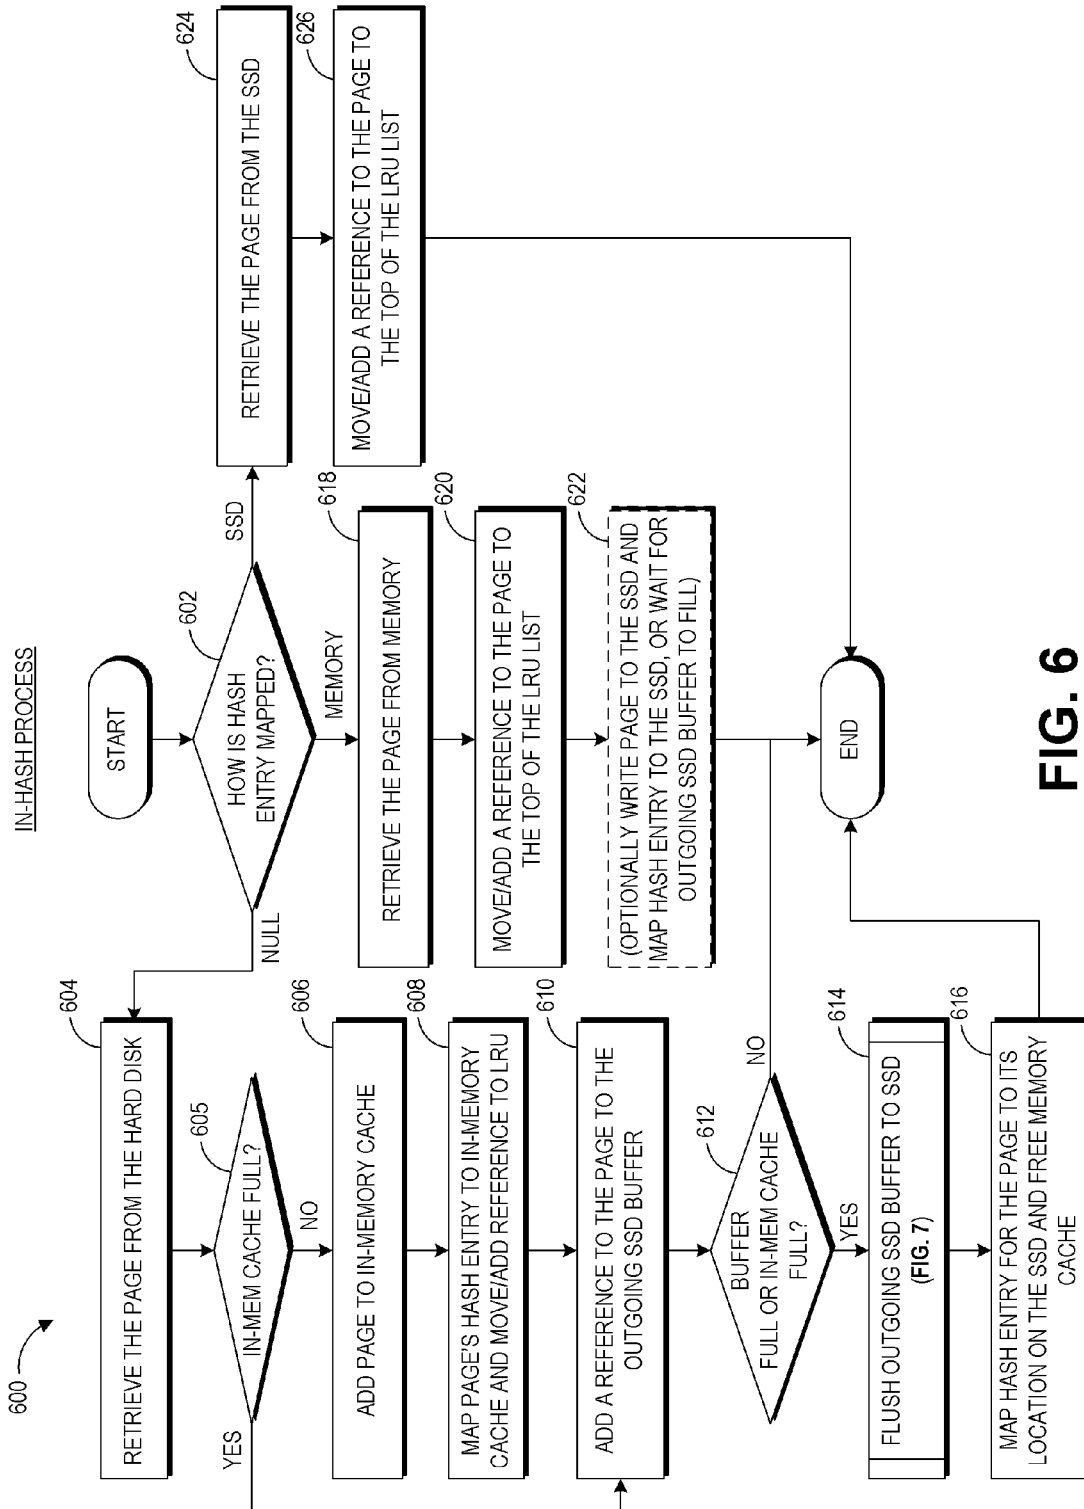 IN-HASH PROCESS
600
START
602
HOW IS HASH
ENTRY MAPPED?
NULL
MEMORY
SSD
604
RETRIEVE THE PAGE FROM THE HARD DISK
605
IN-MEM CACHE FULL?
YES
NO
606
ADD PAGE TO IN-MEMORY CACHE
608
MAP PAGE'S HASH ENTRY TO IN-MEMORY
CACHE AND MOVE/ADD REFERENCE TO LRU
610
ADD A REFERENCE TO THE PAGE TO THE
OUTGOING SSD BUFFER
612
BUFFER
FULL OR IN-MEM CACHE
FULL?
NO
YES
614
FLUSH OUTGOING SSD BUFFER TO SSD
(FIG. 7)
616
MAP HASH ENTRY FOR THE PAGE TO ITS
LOCATION ON THE SSD AND FREE MEMORY
CACHE
618
RETRIEVE THE PAGE FROM MEMORY
620
MOVE/ADD A REFERENCE TO THE PAGE TO
THE TOP OF THE LRU LIST
622
(OPTIONALLY WRITE PAGE TO THE SSD AND
MAP HASH ENTRY TO THE SSD, OR WAIT FOR
OUTGOING SSD BUFFER TO FILL)
624
RETRIEVE THE PAGE FROM THE SSD
626
MOVE/ADD A REFERENCE TO THE PAGE TO
THE TOP OF THE LRU LIST
END
FIG. 6